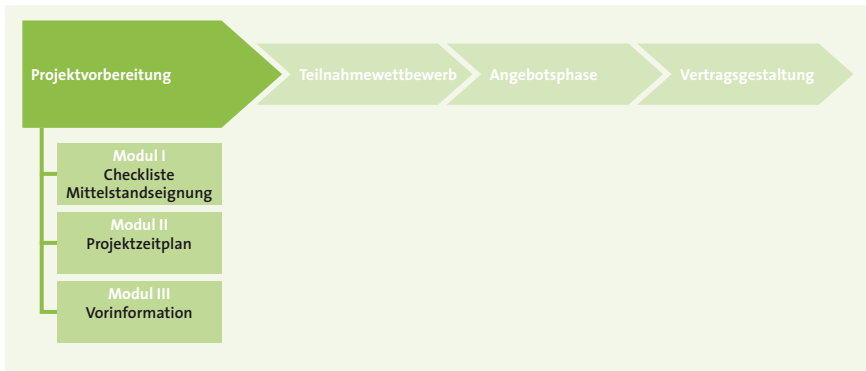 Projektvorbereitung
Teilnahmewettbewerb
Angebotsphase
Vertragsgestaltung
Modul I
Checkliste
Mittelstandseignung
Modul II
Projektzeitplan
Modul III
Vorinformation